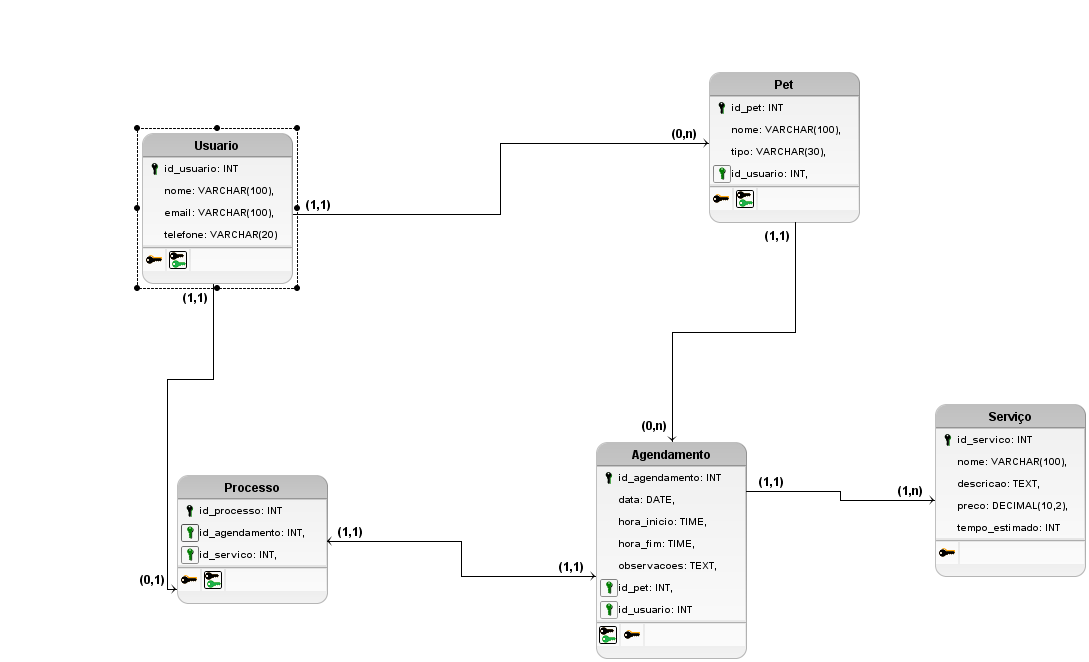 Pet
id_pet: INT
nome: VARCHAR(100),
tipo: VARCHAR(30),
id_usuario: INT,
(0,n)
Usuario
id_usuario: INT
nome: VARCHAR(100),
email: VARCHAR(100),
telefone: VARCHAR(20)
(1,1)
(1,1)
(1,1)
(0,n)
Serviço
id_servico: INT
nome: VARCHAR(100),
descricao: TEXT,
preco: DECIMAL(10,2),
tempo_estimado: INT
Agendamento
id_agendamento: INT
data: DATE,
hora_inicio: TIME,
hora_fim: TIME,
observacoes: TEXT,
id_pet: INT,
id_usuario: INT
(1,1)
(1,n)
Processo
id_processo: INT
id_agendamento: INT,
id_servico: INT,
(1,1)
(1,1)
(0,1)